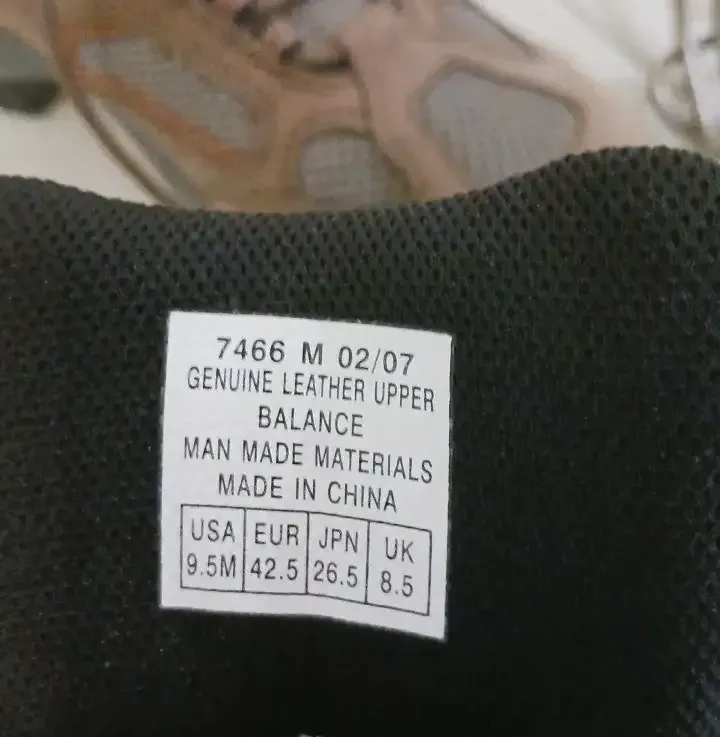 7466 M 02/07
GENUINE LEATHER UPPER
BALANCE
MAN MADE MATERIALS
MADE IN CHINA
USA EUR JPN UK
9.5M 42.5 26.5 8.5